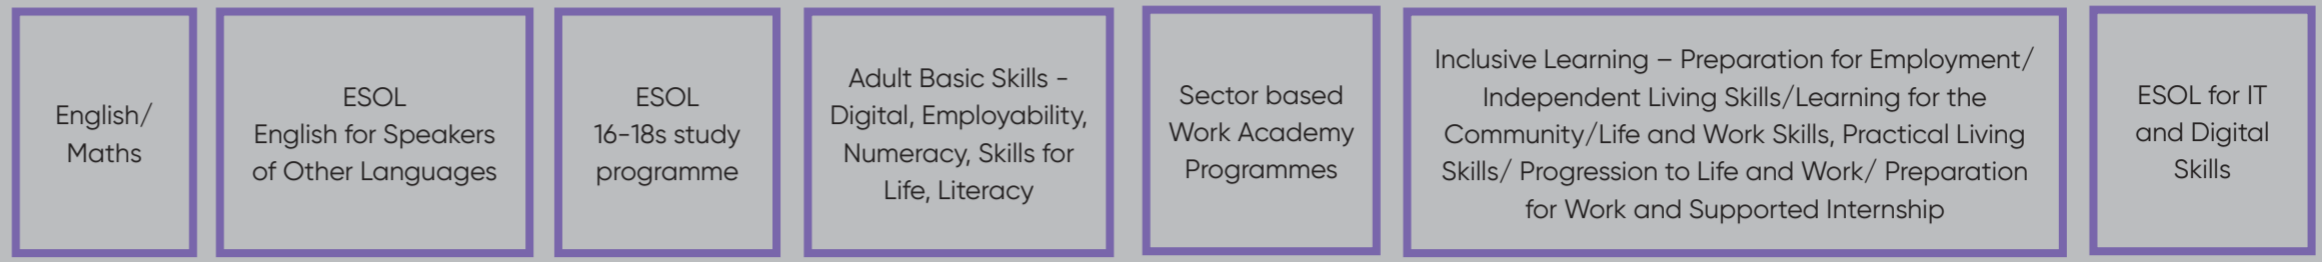 English/
Maths
ESOL
English for Speakers
of Other Languages
ESOL
16-18s study
programme
Adult Basic Skills -
Digital, Employability,
Numeracy, Skills for
Life, Literacy
Sector based
Work Academy
Programmes
Inclusive Learning – Preparation for Employment/
Independent Living Skills/Learning for the
Community/Life and Work Skills, Practical Living
Skills/ Progression to Life and Work/ Preparation
for Work and Supported Internship
ESOL for IT
and Digital
Skills